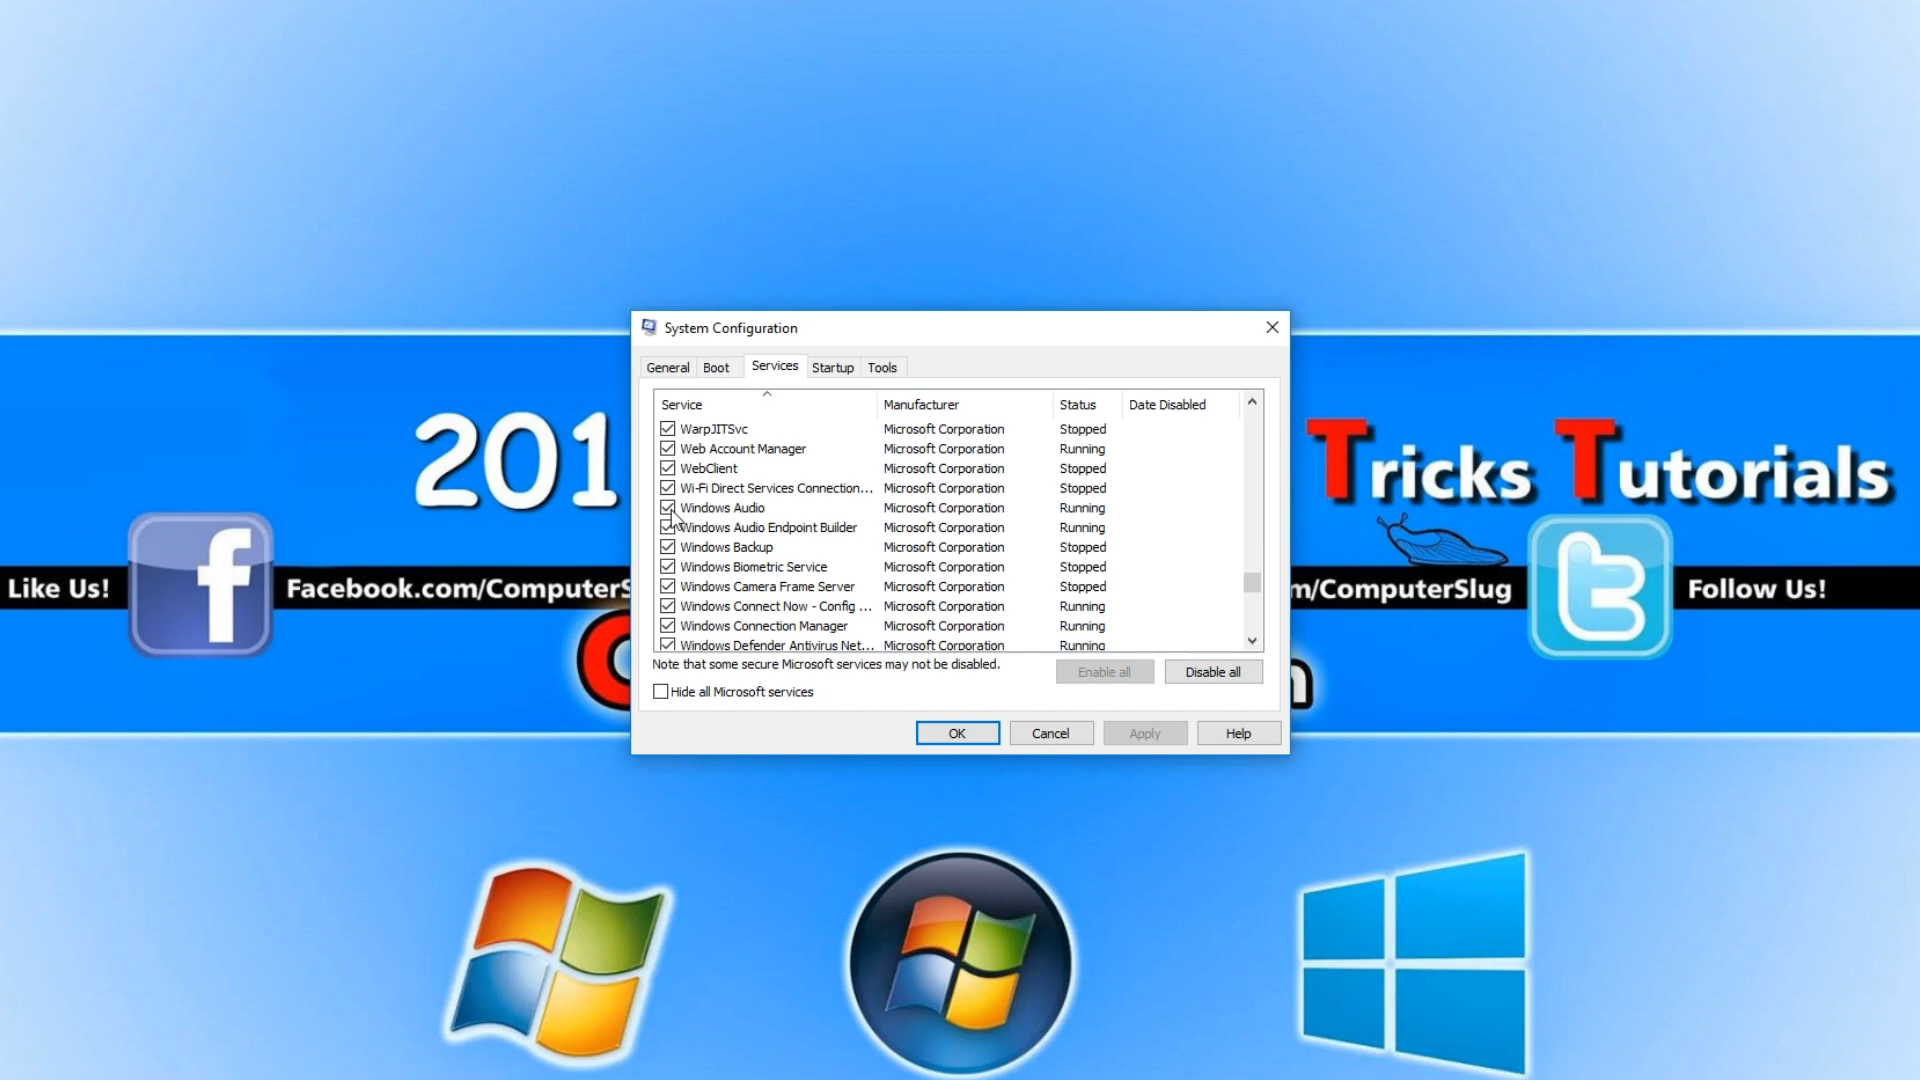 System Configuration
General Boot Services Startup Tools
Service Manufacturer Status Date Disabled
WarpJITSvc Microsoft Corporation Stopped
Web Account Manager Microsoft Corporation Running
WebClient Microsoft Corporation Stopped
Wi-Fi Direct Services Connection... Microsoft Corporation Stopped
Windows Audio Microsoft Corporation Running
Windows Audio Endpoint Builder Microsoft Corporation Running
Windows Backup Microsoft Corporation Stopped
Windows Biometric Service Microsoft Corporation Stopped
Windows Camera Frame Server Microsoft Corporation Stopped
Windows Connect Now - Config ... Microsoft Corporation Running
Windows Connection Manager Microsoft Corporation Running
Windows Defender Antivirus Net... Microsoft Corporation Running
Note that some secure Microsoft services may not be disabled.
Enable all Disable all
Hide all Microsoft services
OK Cancel Apply Help
201 Tricks Tutorials
Like Us! f Facebook.com/ComputerS m/ComputerSlug t Follow Us!